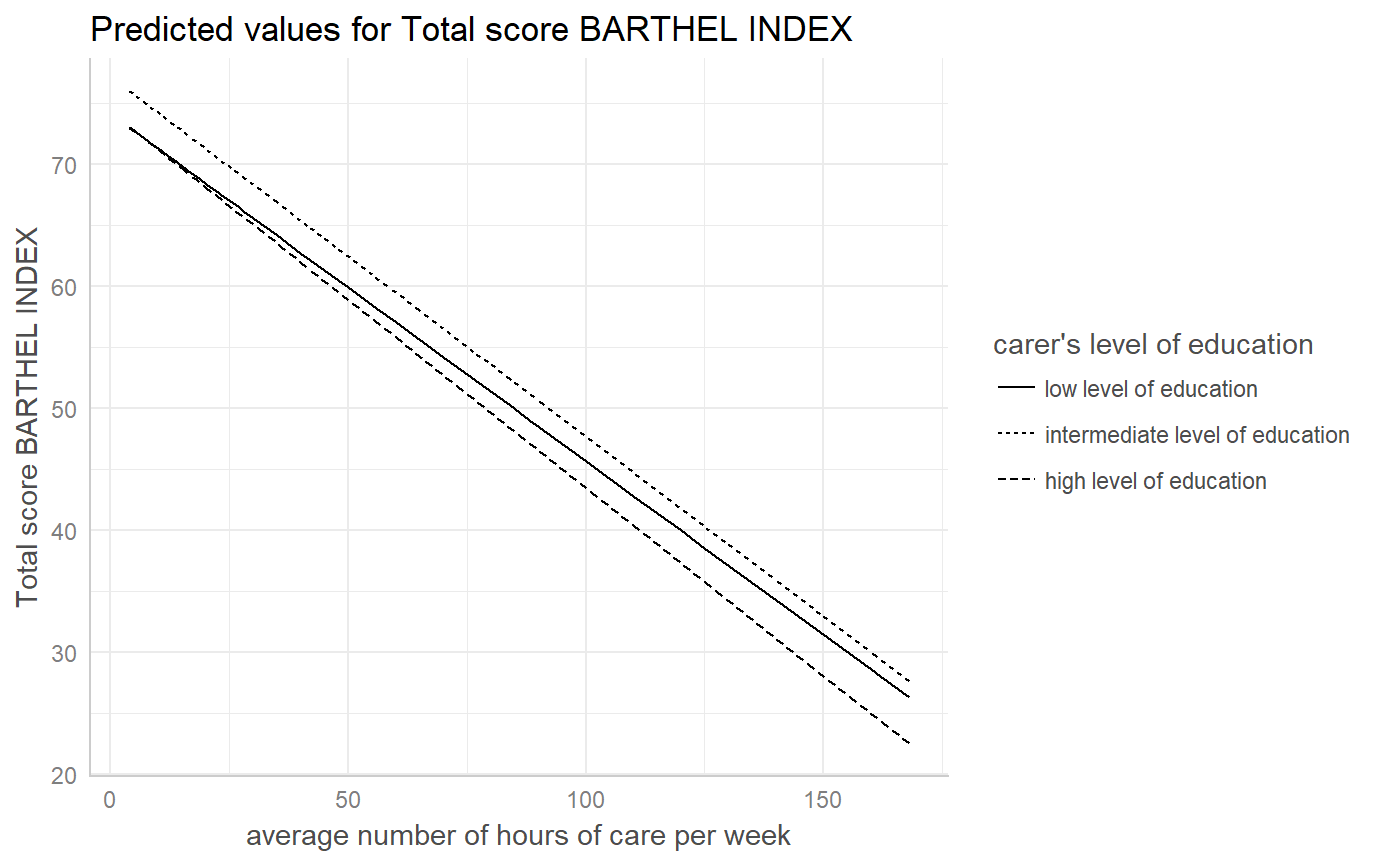 Predicted values for Total score BARTHEL INDEX
Total score BARTHEL INDEX
70
60
50
40
30
20
0
50
100
150
average number of hours of care per week
carer's level of education
low level of education
intermediate level of education
high level of education